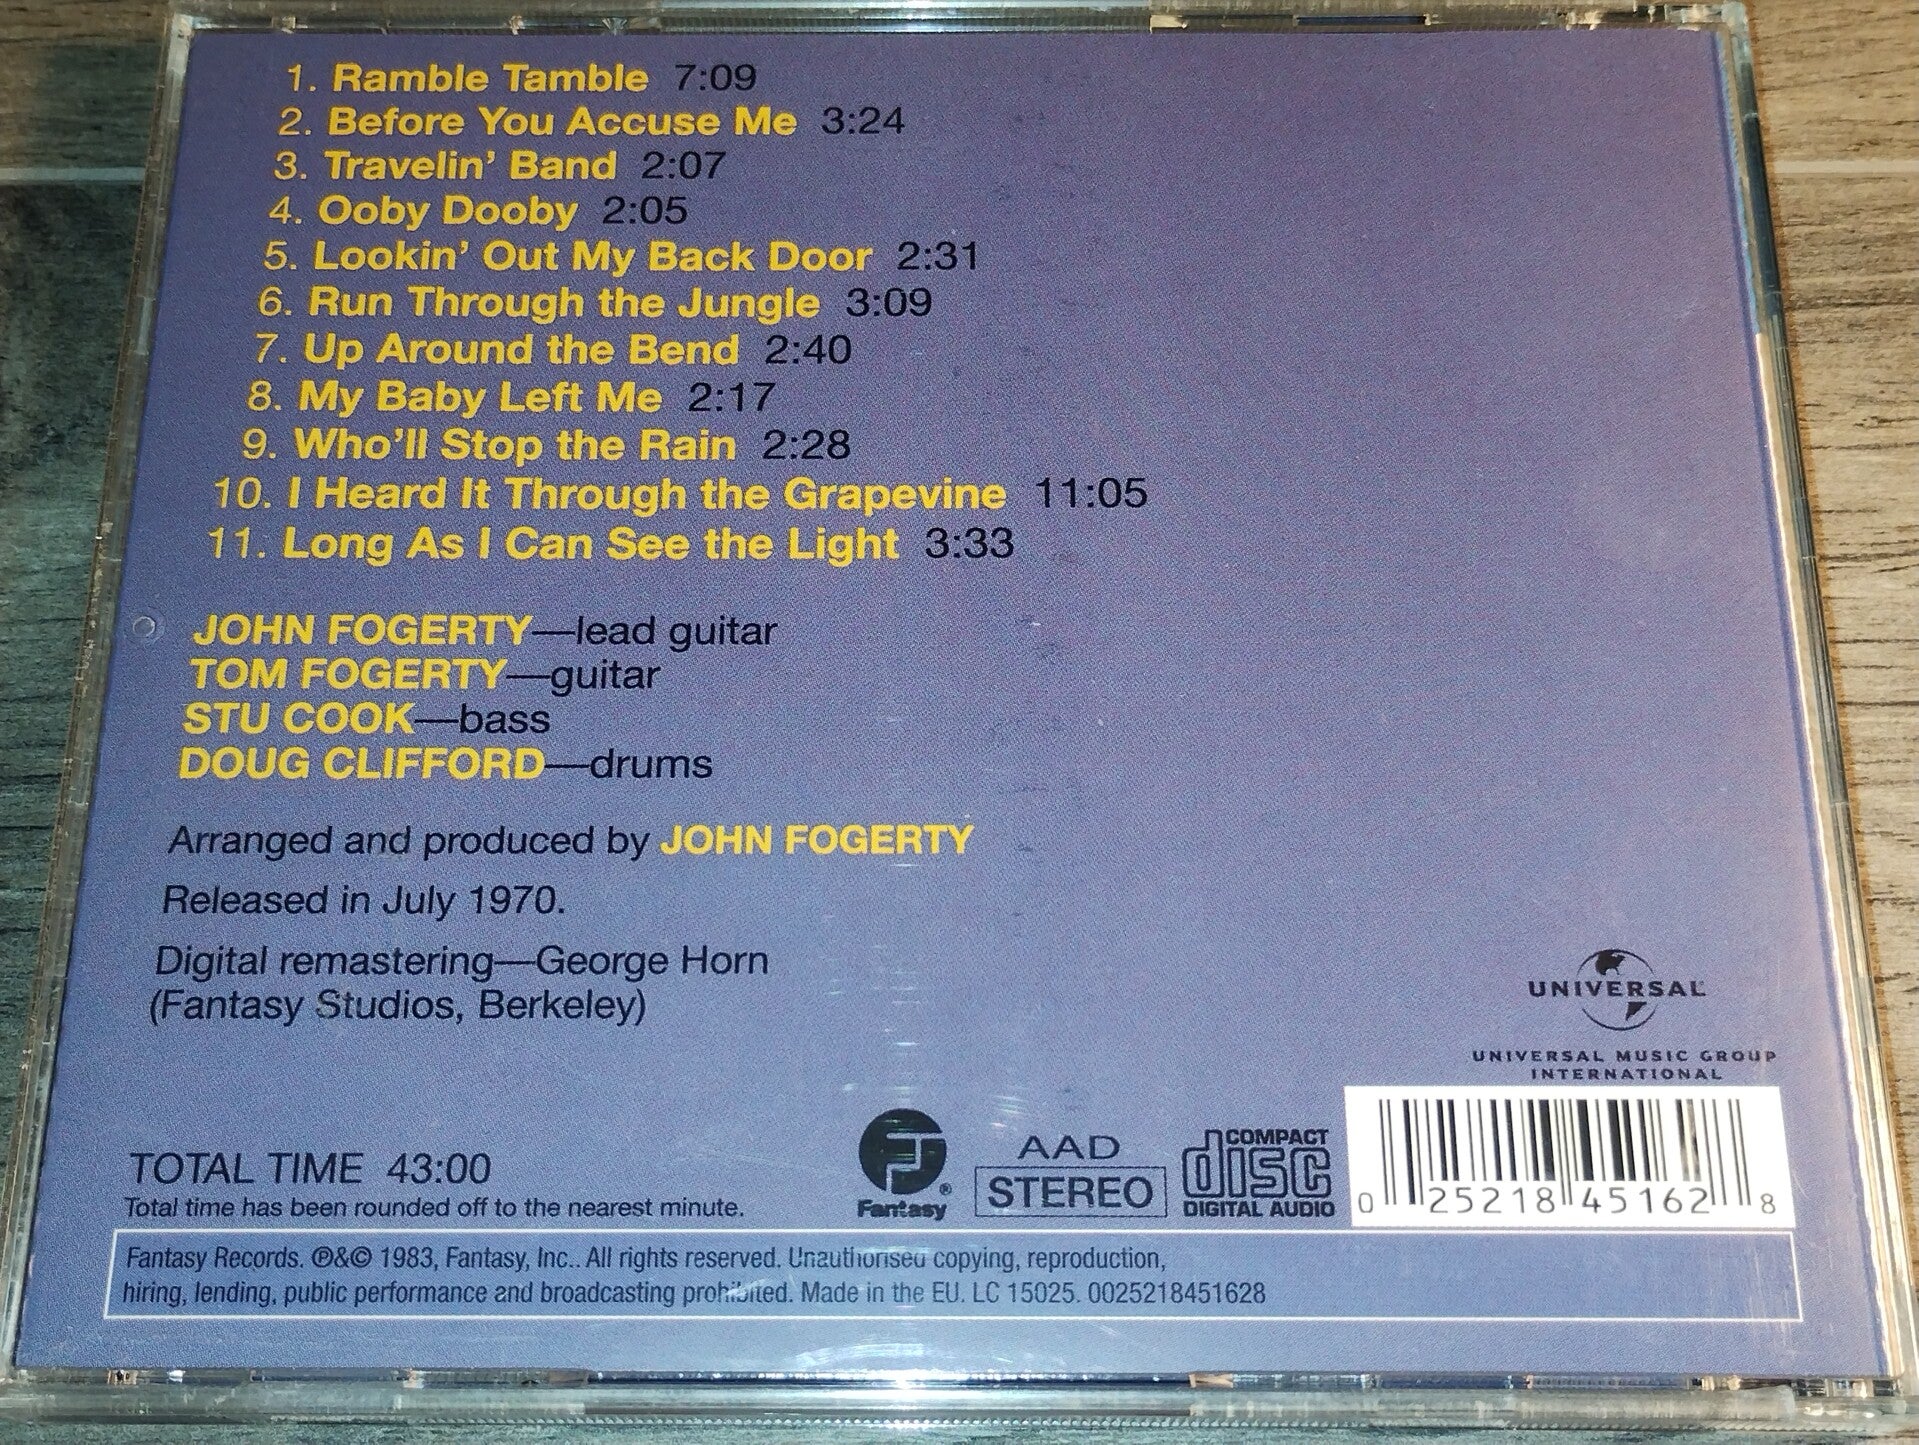 1. Ramble Tamble 7:09
2. Before You Accuse Me 3:24
3. Travelin' Band 2:07
4. Ooby Dooby 2:05
5. Lookin' Out My Back Door 2:31
6. Run Through the Jungle 3:09
7. Up Around the Bend 2:40
8. My Baby Left Me 2:17
9. Who'll Stop the Rain 2:28
10. I Heard It Through the Grapevine 11:05
11. Long As I Can See the Light 3:33
JOHN FOGERTY—lead guitar
TOM FOGERTY—guitar
STU COOK—bass
DOUG CLIFFORD—drums
Arranged and produced by JOHN FOGERTY
Released in July 1970.
Digital remastering—George Horn
(Fantasy Studios, Berkeley)
UNIVERSAL
UNIVERSAL MUSIC GROUP
INTERNATIONAL
TOTAL TIME 43:00
Total time has been rounded off to the nearest minute.
Fantasy®
AAD
STEREO
COMPACT
disc
DIGITAL AUDIO
0 25218 45162 8
Fantasy Records. ℗&© 1983, Fantasy, Inc.. All rights reserved. Unauthorised copying, reproduction,
hiring, lending, public performance and broadcasting prohibited. Made in the EU. LC 15025. 0025218451628